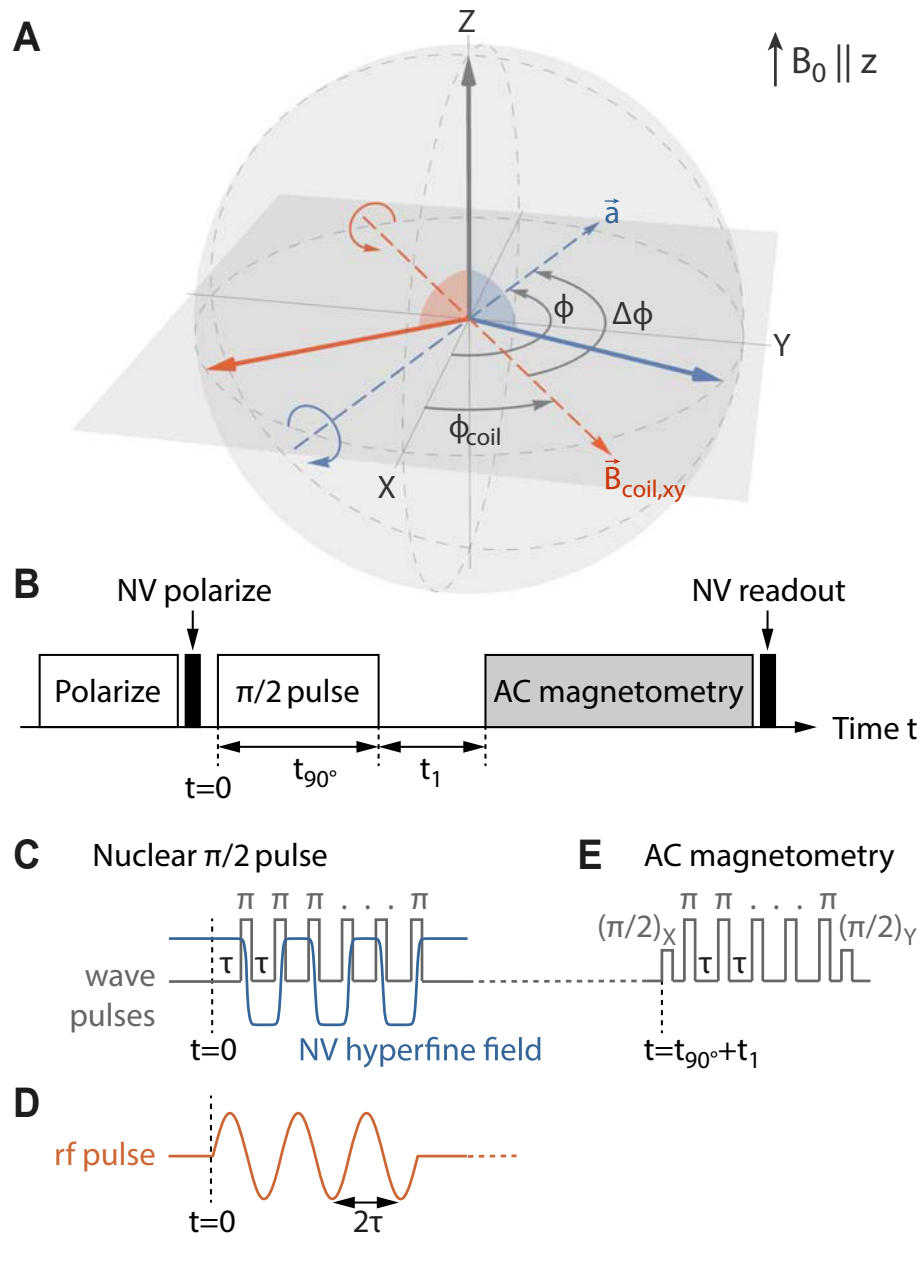 A
Z
B₀ || z
a⃗
ϕ
Δϕ
Y
ϕcoil
X
B⃗coil,xy
B
NV polarize
NV readout
Polarize
π/2 pulse
AC magnetometry
Time t
t₉₀°
t₁
t=0
C Nuclear π/2 pulse
E AC magnetometry
π π π . . . π
π π . . . π
(π/2)X
(π/2)Y
τ τ
τ τ
wave
pulses
t=0
NV hyperfine field
t=t₉₀°+t₁
D
rf pulse
t=0
2τ